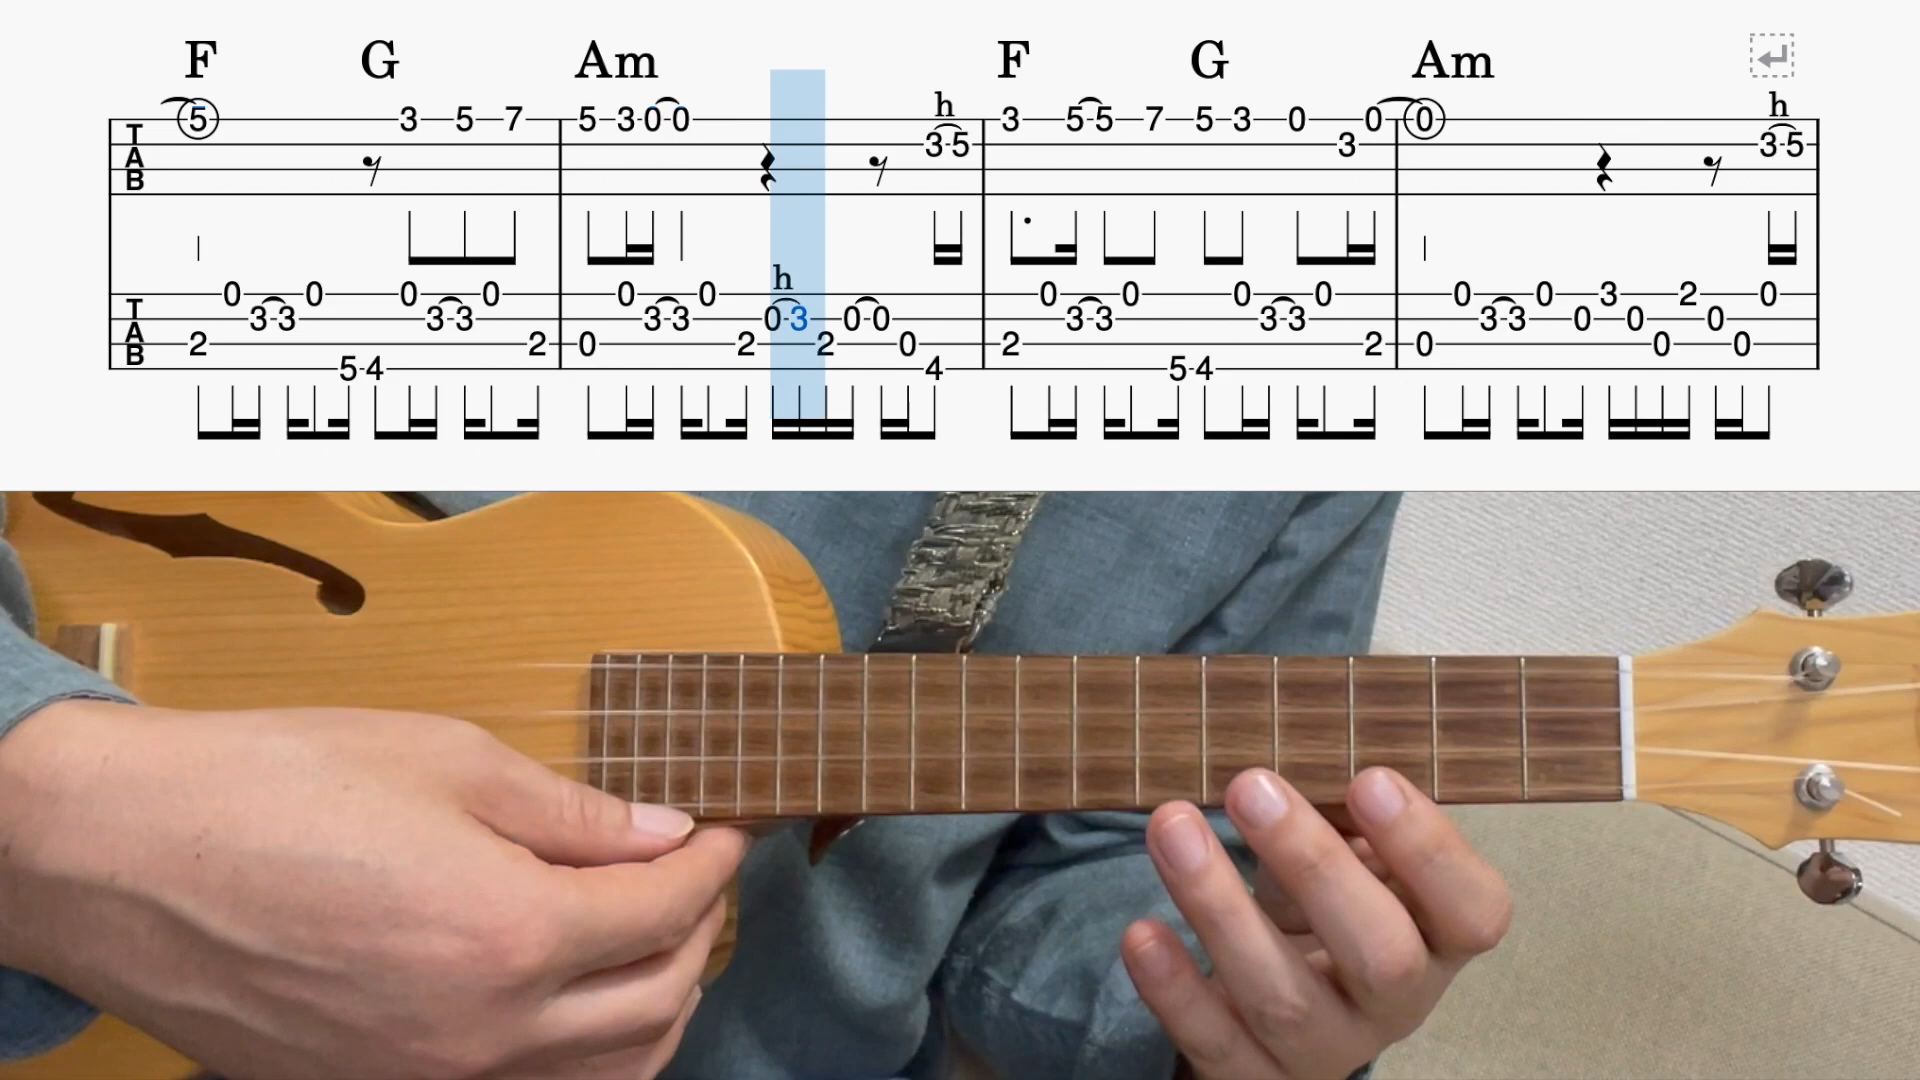 F G Am F G Am
h h
5 3 5 7 5 3 0 0 3 5 5 7 5 3 0 0 0
3 5 3 3 5
T
A
B
h
0 0 0 0 0 0 0 0 0 0 0 0 3 2 0
3 3 3 3 3 3 0 3 0 0 3 3 3 3 3 3 0 0 0
2 2 0 2 2 0 2 2 0 0 0
5 4 4 5 4
T
A
B